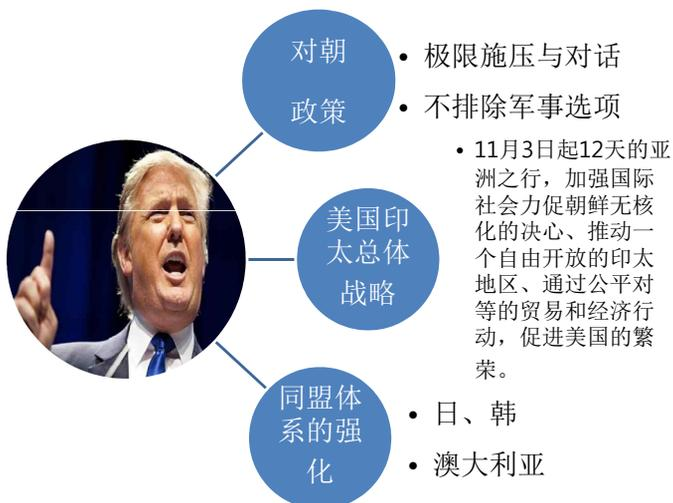 对朝
政策
• 极限施压与对话
• 不排除军事选项
美国印
太总体
战略
• 11月3日起12天的亚
洲之行，加强国际
社会力促朝鲜无核
化的决心、推动一
个自由开放的印太
地区、通过公平对
等的贸易和经济行
动，促进美国的繁
荣。
同盟体
系的强
化
• 日、韩
• 澳大利亚